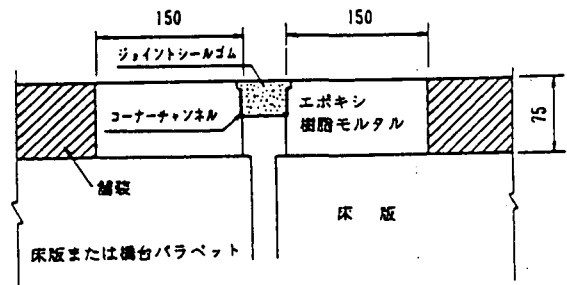 150
150
ジョイントシールゴム
コーナーチャンネル
エポキシ
樹脂モルタル
75
舗装
床版
床版または橋台パラペット